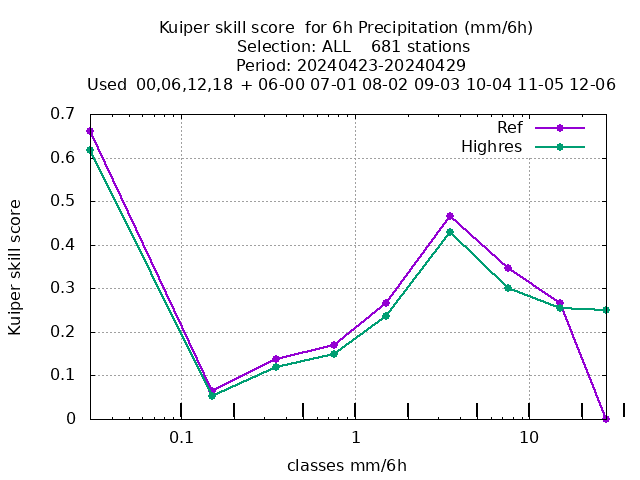 Kuiper skill score  for 6h Precipitation (mm/6h)
Selection: ALL    681 stations
Period: 20240423-20240429
Used  00,06,12,18 + 06-00 07-01 08-02 09-03 10-04 11-05 12-06
Ref
Highres
0.7
0.6
0.5
0.4
0.3
0.2
0.1
0
Kuiper skill score
0.1
1
10
classes mm/6h